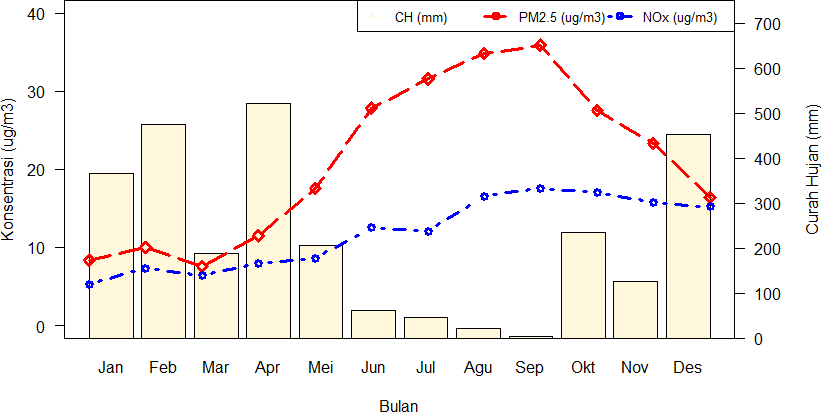 CH (mm) PM2.5 (ug/m3) NOx (ug/m3)
Konsentrasi (ug/m3)
40
30
20
10
0
700
600
500
400
300
200
100
0
Curah Hujan (mm)
Jan Feb Mar Apr Mei Jun Jul Agu Sep Okt Nov Des
Bulan